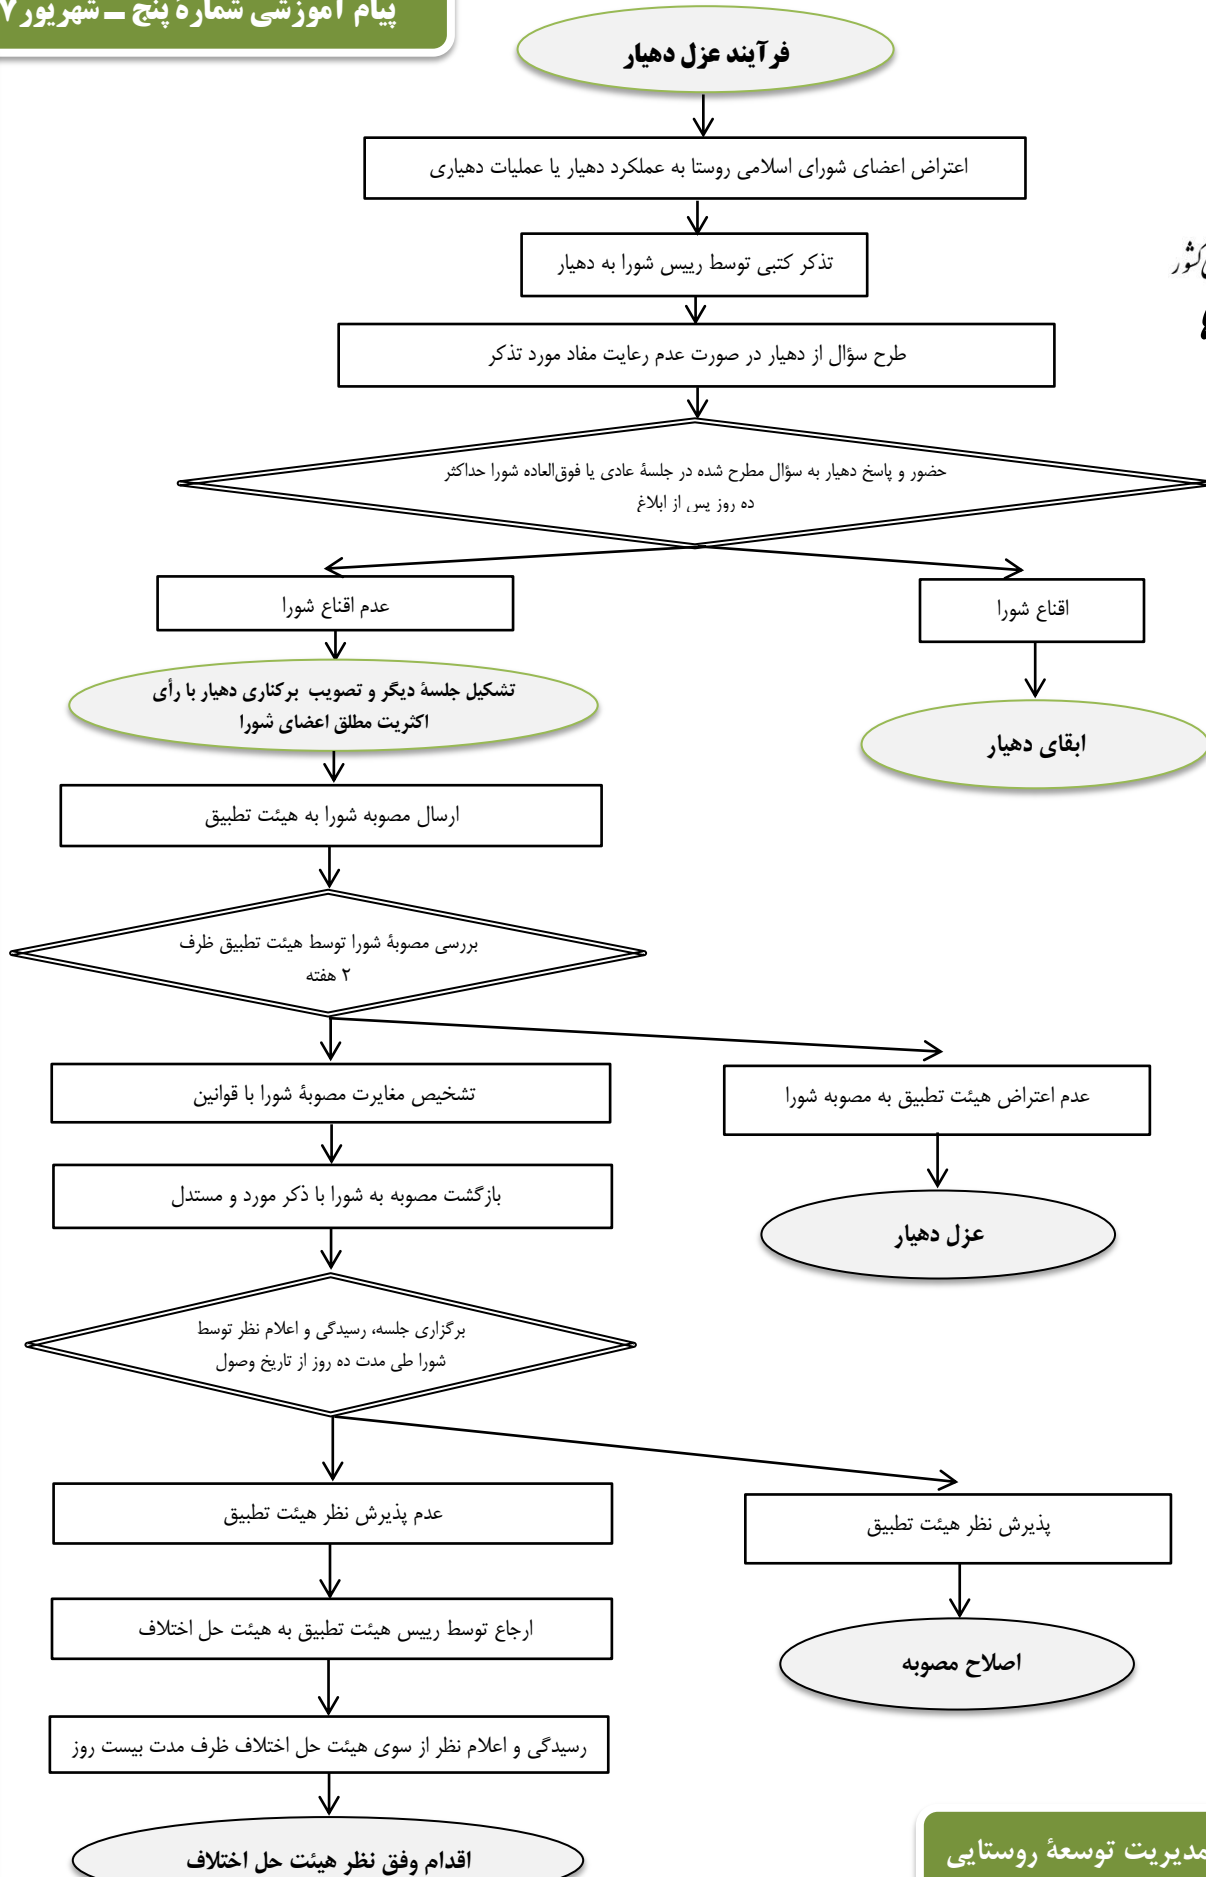 پیام آموزشی شمارۀ پنج ـ شهریور ۷
فرآیند عزل دهیار
اعتراض اعضای شورای اسلامی روستا به عملکرد دهیار یا عملیات دهیاری
تذکر کتبی توسط رییس شورا به دهیار
کشور
طرح سؤال از دهیار در صورت عدم رعایت مفاد مورد تذکر
حضور و پاسخ دهیار به سؤال مطرح شده در جلسۀ عادی یا فوق‌العاده شورا حداکثر
ده روز پس از ابلاغ
اقناع شورا
عدم اقناع شورا
ابقای دهیار
تشکیل جلسۀ دیگر و تصویب برکناری دهیار با رأی
اکثریت مطلق اعضای شورا
ارسال مصوبه شورا به هیئت تطبیق
بررسی مصوبۀ شورا توسط هیئت تطبیق ظرف
۲ هفته
عدم اعتراض هیئت تطبیق به مصوبه شورا
تشخیص مغایرت مصوبۀ شورا با قوانین
عزل دهیار
بازگشت مصوبه به شورا با ذکر مورد و مستدل
برگزاری جلسه، رسیدگی و اعلام نظر توسط
شورا طی مدت ده روز از تاریخ وصول
پذیرش نظر هیئت تطبیق
عدم پذیرش نظر هیئت تطبیق
اصلاح مصوبه
ارجاع توسط رییس هیئت تطبیق به هیئت حل اختلاف
رسیدگی و اعلام نظر از سوی هیئت حل اختلاف ظرف مدت بیست روز
اقدام وفق نظر هیئت حل اختلاف
مدیریت توسعۀ روستایی